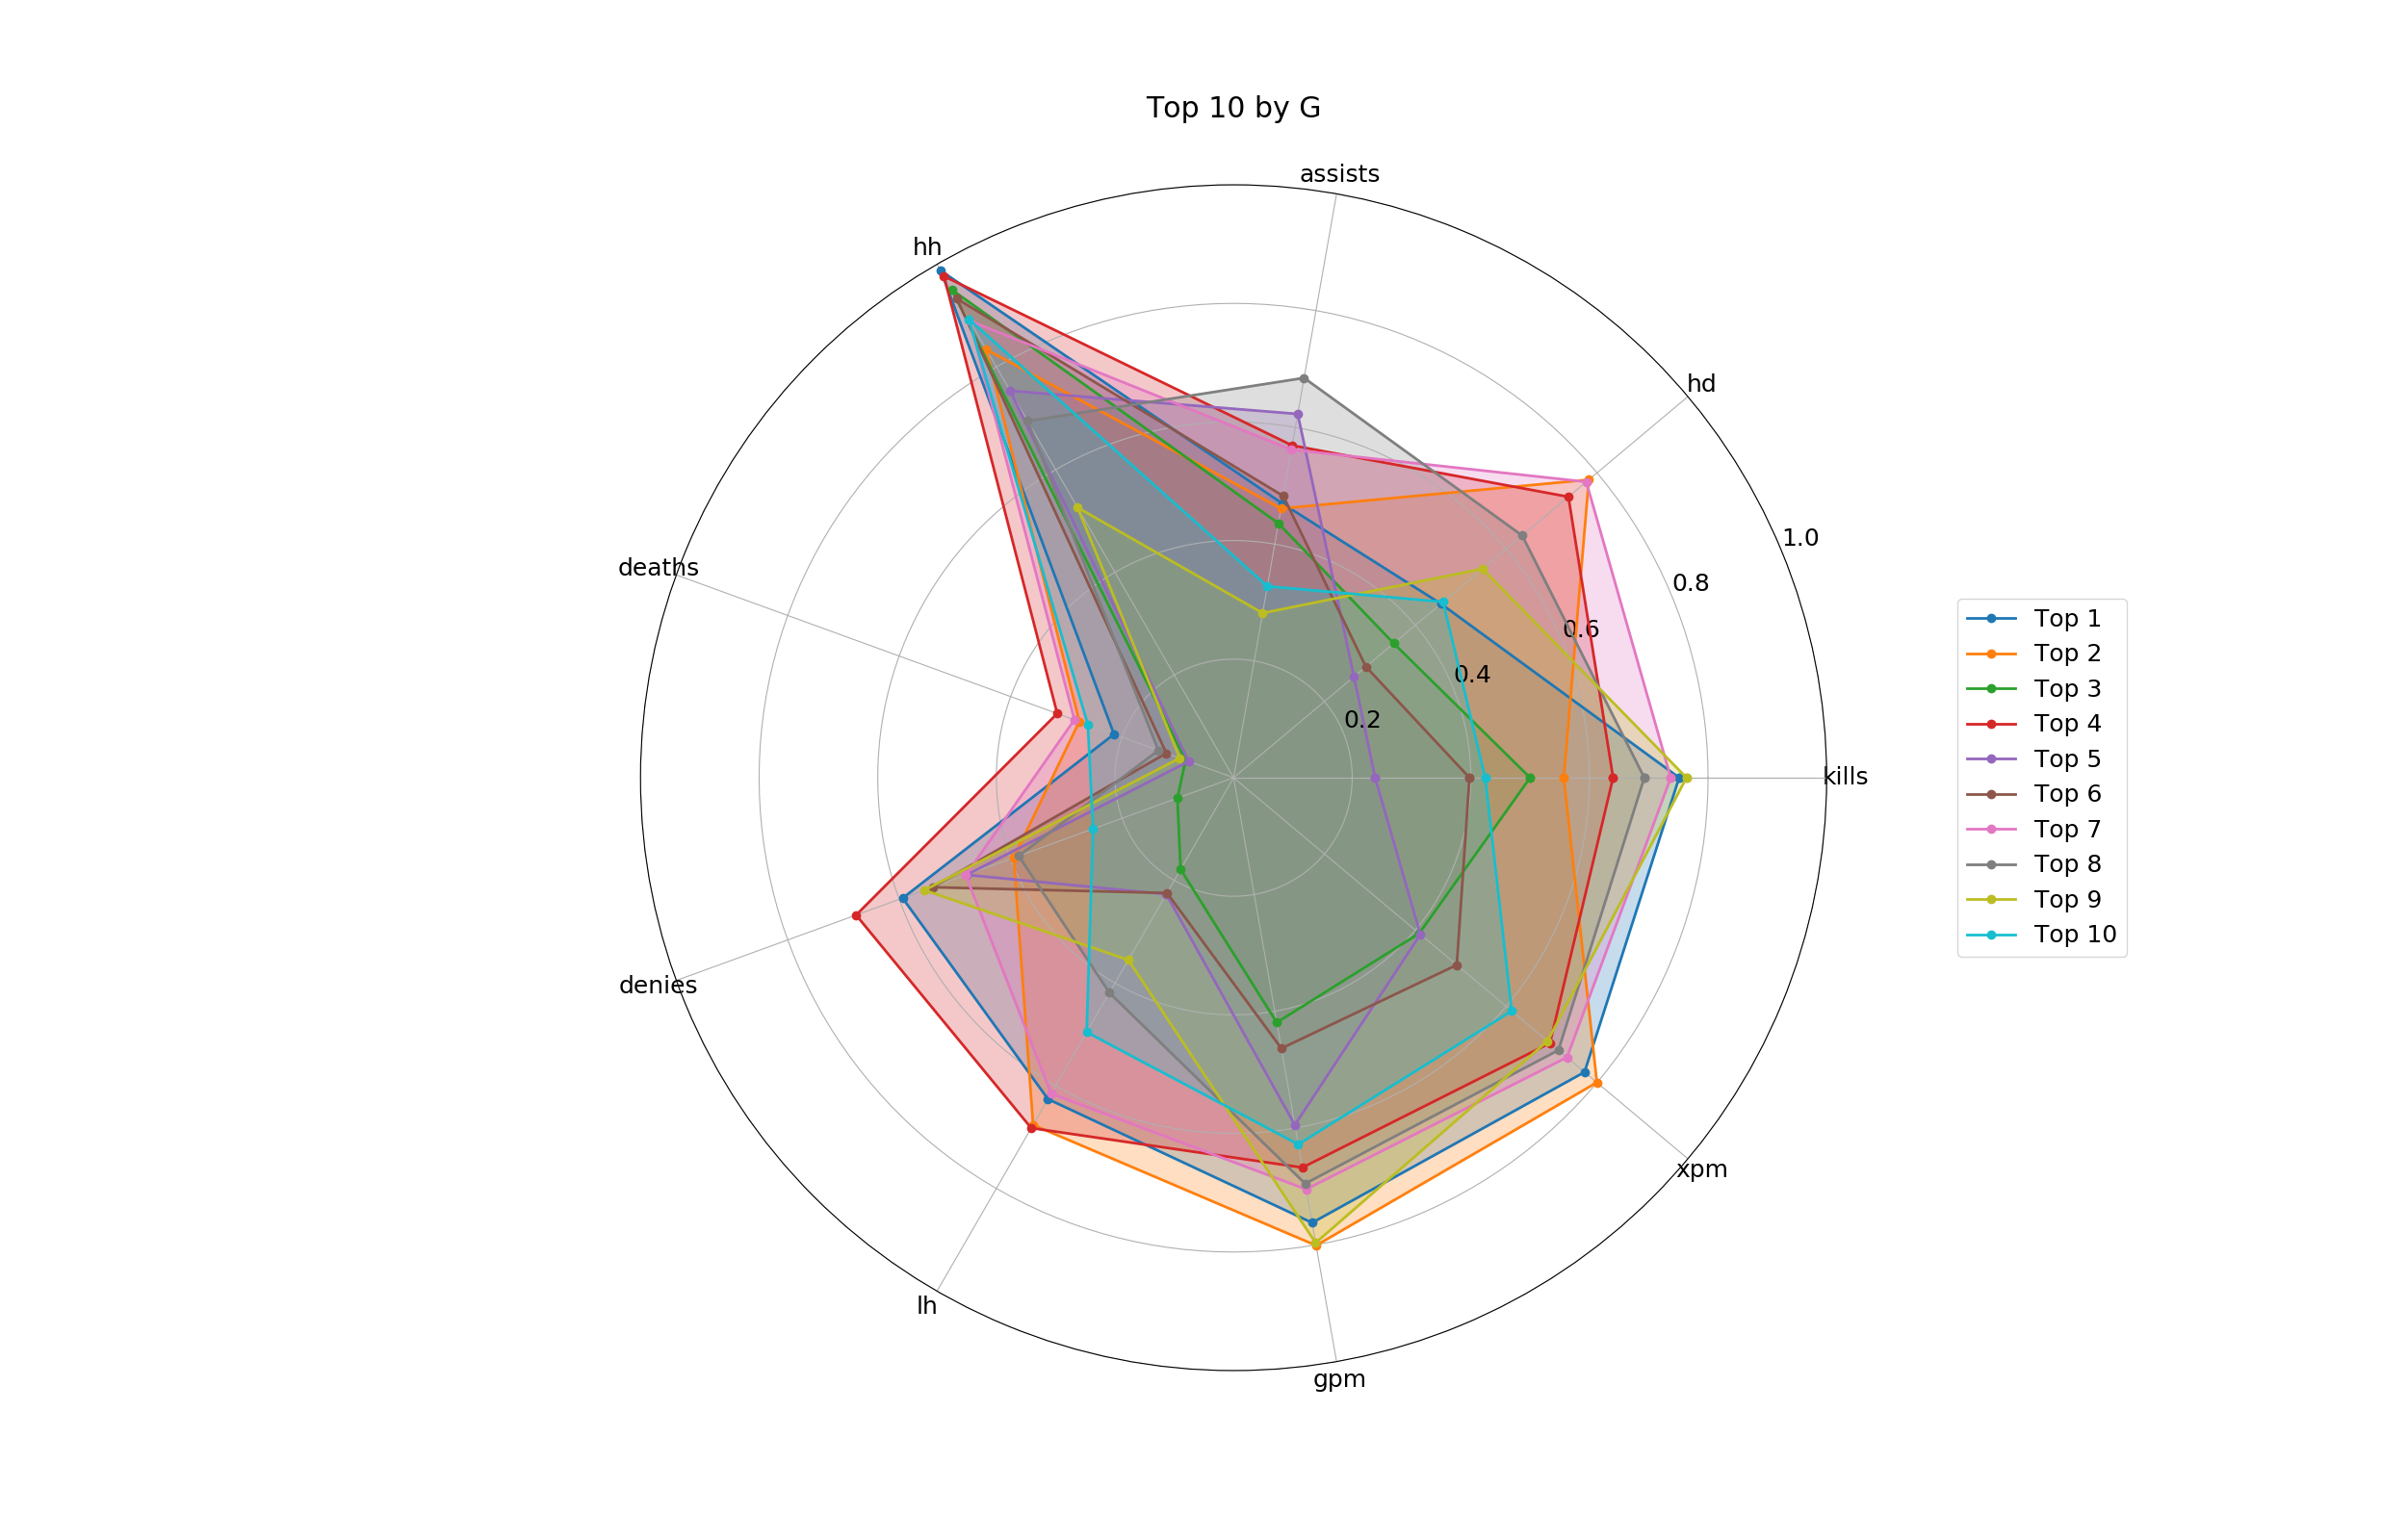 Top 10 by G
assists
hh
hd
1.0
deaths
0.8
0.6
0.4
0.2
kills
denies
xpm
lh
gpm
Top 1
Top 2
Top 3
Top 4
Top 5
Top 6
Top 7
Top 8
Top 9
Top 10